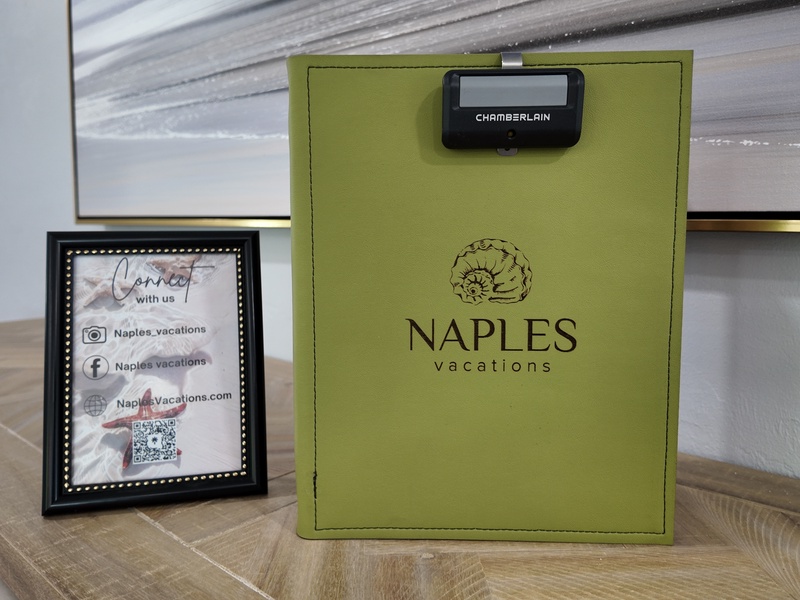 Connect
with us
Naples_vacations
Naples vacations
NaplesVacations.com
CHAMBERLAIN
NAPLES
vacations